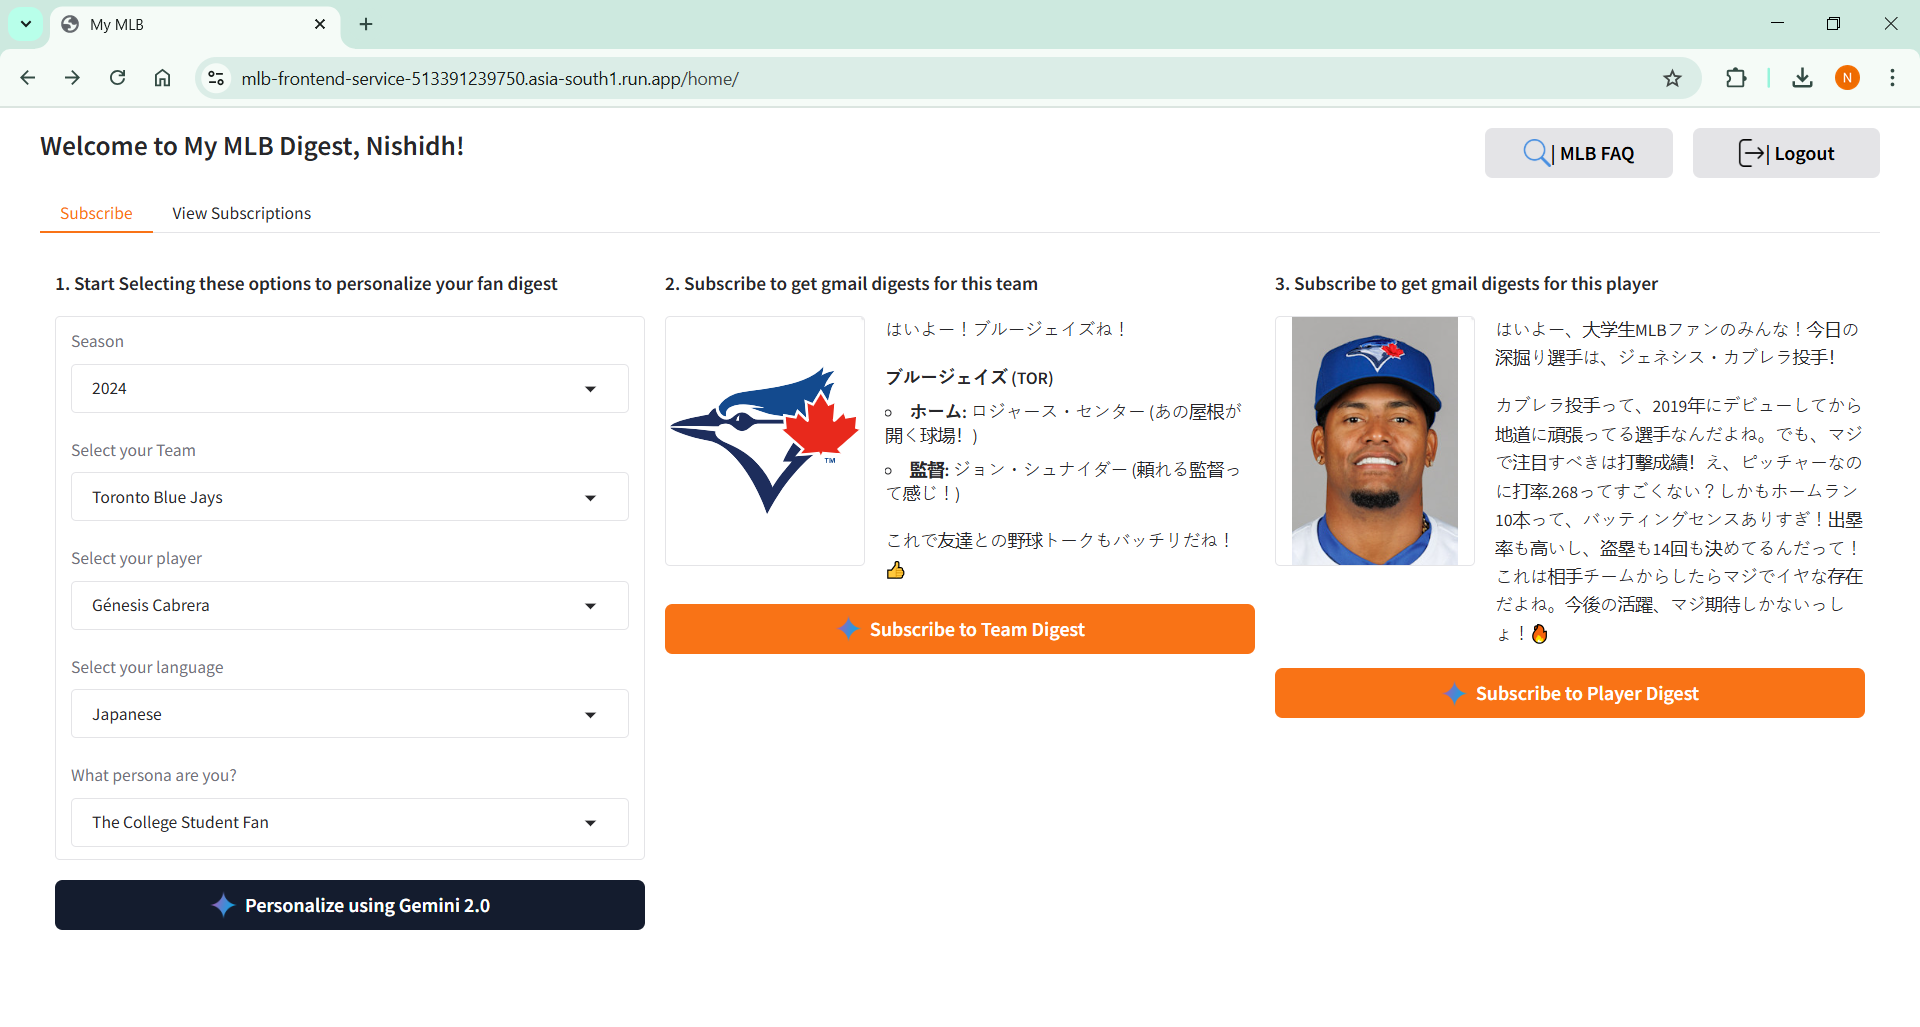 My MLB
mlb-frontend-service-513391239750.asia-south1.run.app/home/
N
Welcome to My MLB Digest, Nishidh!
| MLB FAQ
| Logout
Subscribe
View Subscriptions
1. Start Selecting these options to personalize your fan digest
Season
2024
Select your Team
Toronto Blue Jays
Select your player
Génesis Cabrera
Select your language
Japanese
What persona are you?
The College Student Fan
Personalize using Gemini 2.0
2. Subscribe to get gmail digests for this team
TM
はいよー！ブルージェイズね！
ブルージェイズ (TOR)
ホーム: ロジャース・センター (あの屋根が
開く球場！)
監督: ジョン・シュナイダー (頼れる監督っ
て感じ！)
これで友達との野球トークもバッチリだね！
👍
Subscribe to Team Digest
3. Subscribe to get gmail digests for this player
はいよー、大学生MLBファンのみんな！今日の
深掘り選手は、ジェネシス・カブレラ投手！
カブレラ投手って、2019年にデビューしてから
地道に頑張ってる選手なんだよね。でも、マジ
で注目すべきは打撃成績！え、ピッチャーなの
に打率.268ってすごくない？しかもホームラン
10本って、バッティングセンスありすぎ！出塁
率も高いし、盗塁も14回も決めてるんだって！
これは相手チームからしたらマジでイヤな存在
だよね。今後の活躍、マジ期待しかないっし
ょ！🔥
Subscribe to Player Digest